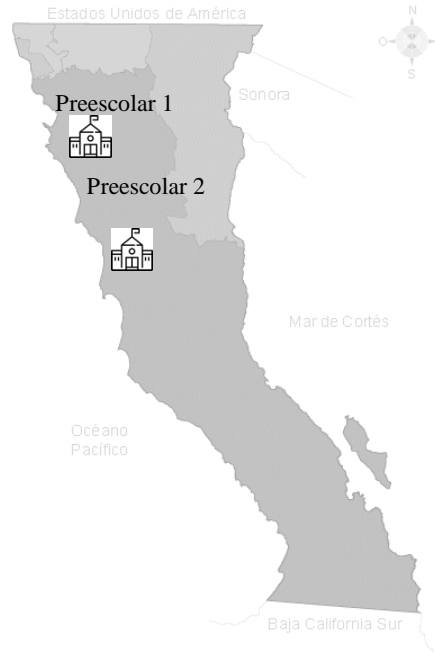 Estados Unidos de América
N
O
S
Sonora
Preescolar 1
Preescolar 2
Mar de Cortés
Océano
Pacífico
Baja California Sur